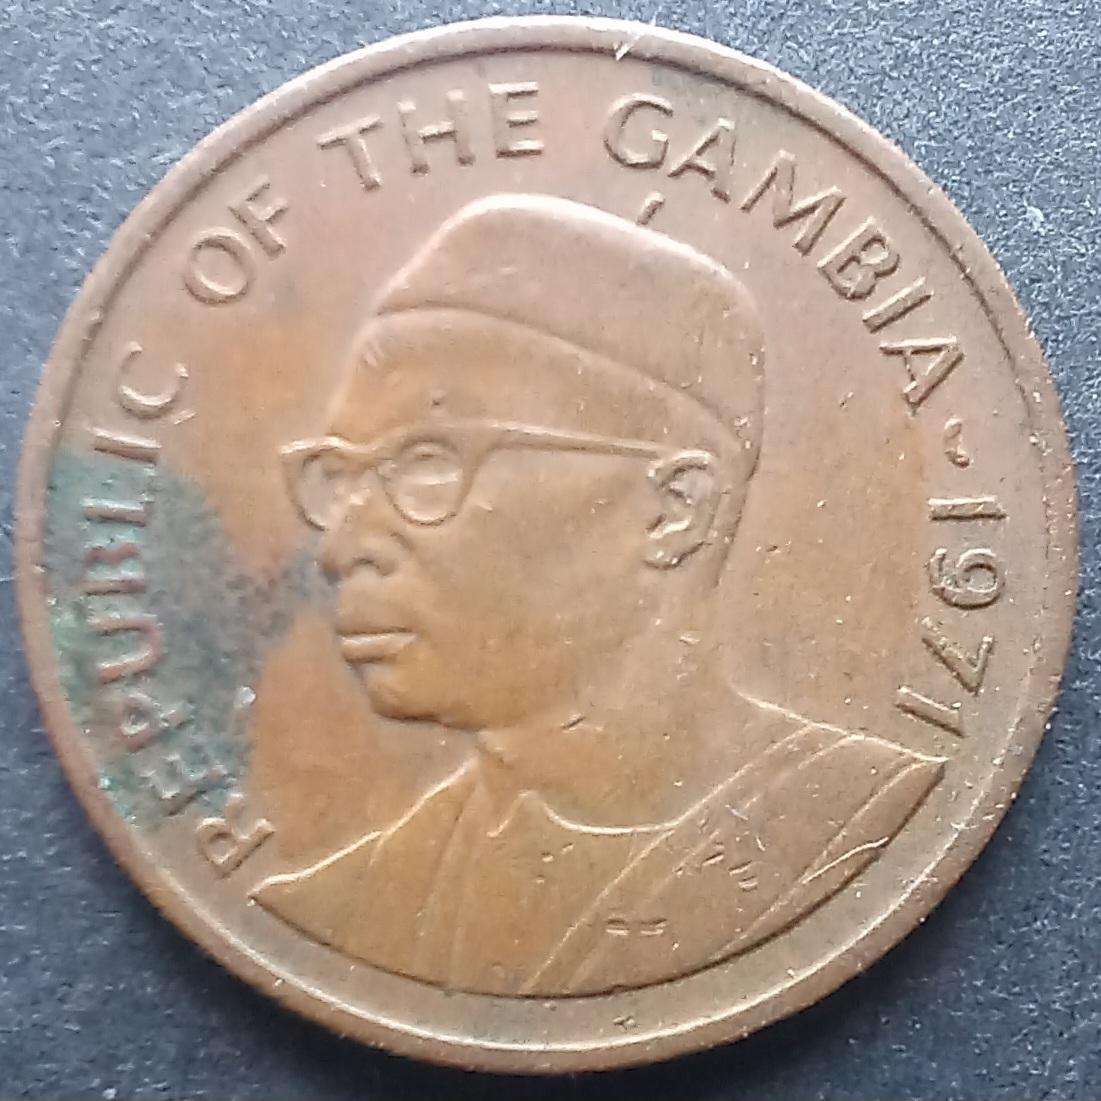 REPUBLIC OF THE GAMBIA - 1971